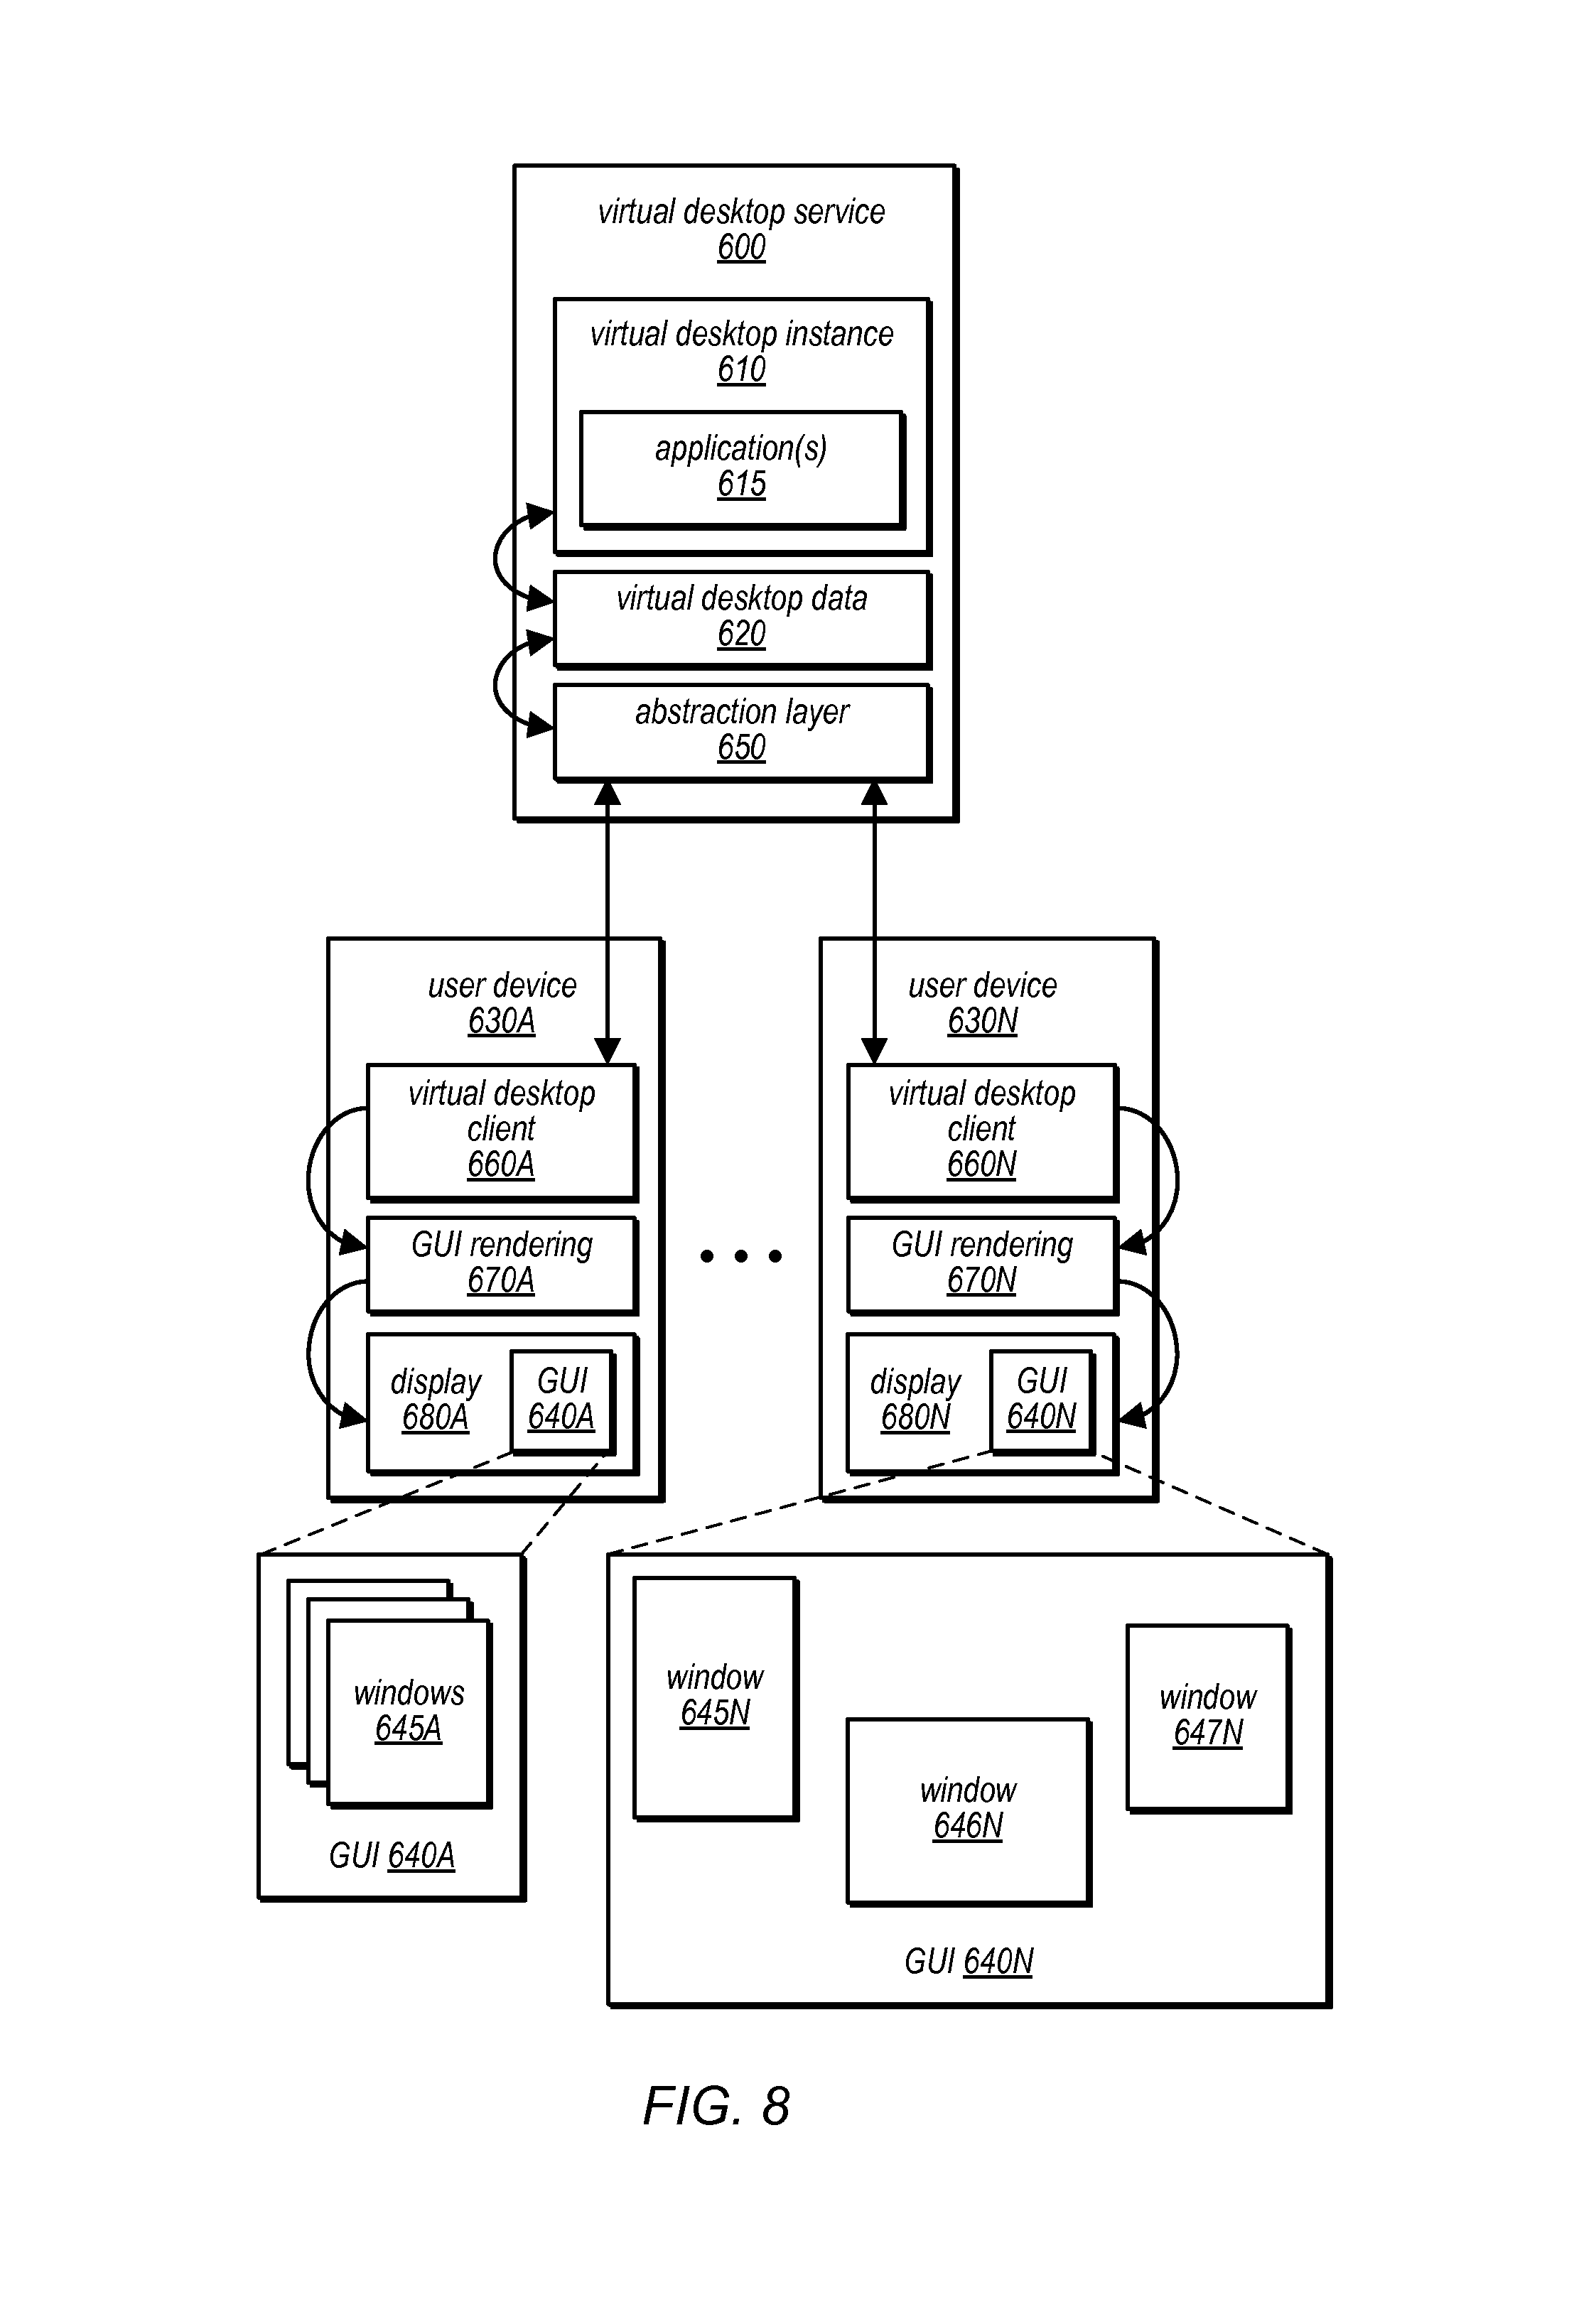 virtual desktop service
600
virtual desktop instance
610
application(s)
615
virtual desktop data
620
abstraction layer
650
user device
630A
virtual desktop
client
660A
GUI rendering
670A
display
680A
GUI
640A
user device
630N
virtual desktop
client
660N
GUI rendering
670N
display
680N
GUI
640N
windows
645A
GUI 640A
window
645N
window
646N
window
647N
GUI 640N
FIG. 8